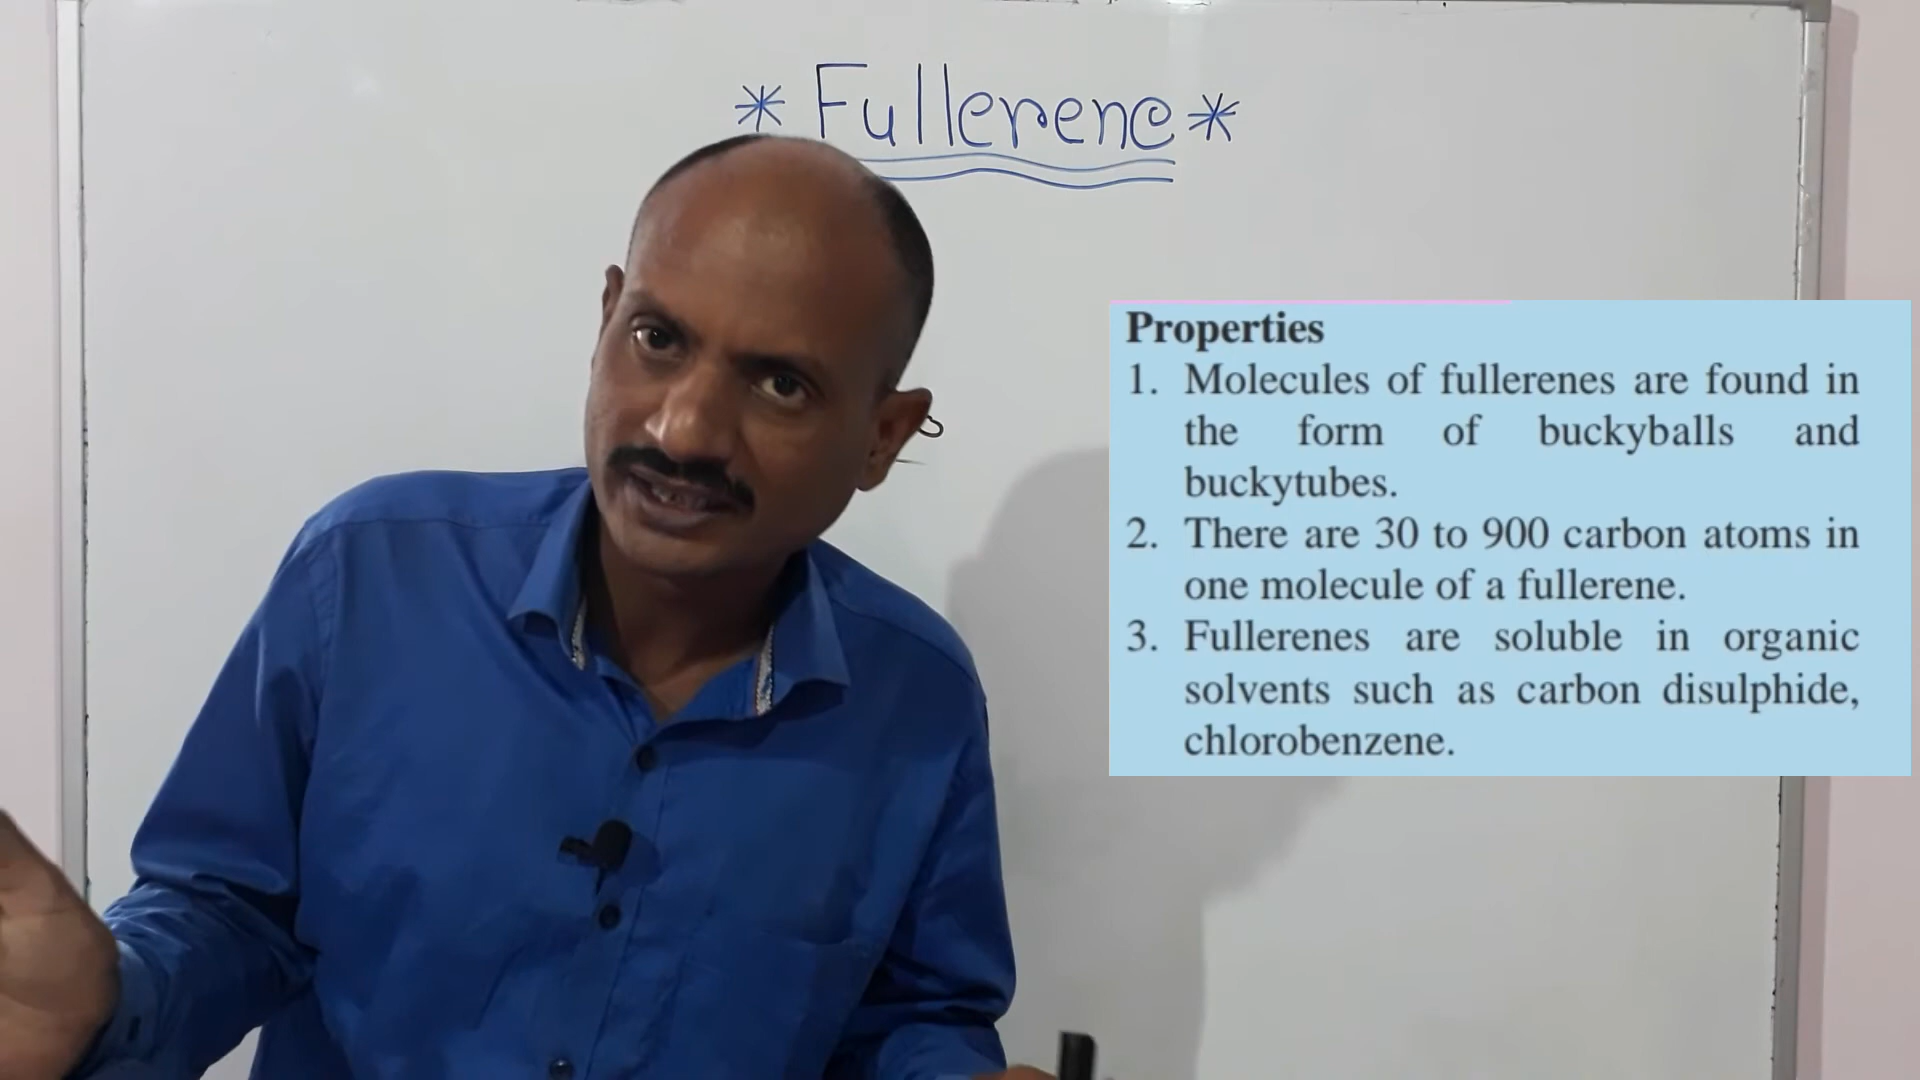 * Fullerene *
Properties
1. Molecules of fullerenes are found in
the form of buckyballs and
buckytubes.
2. There are 30 to 900 carbon atoms in
one molecule of a fullerene.
3. Fullerenes are soluble in organic
solvents such as carbon disulphide,
chlorobenzene.